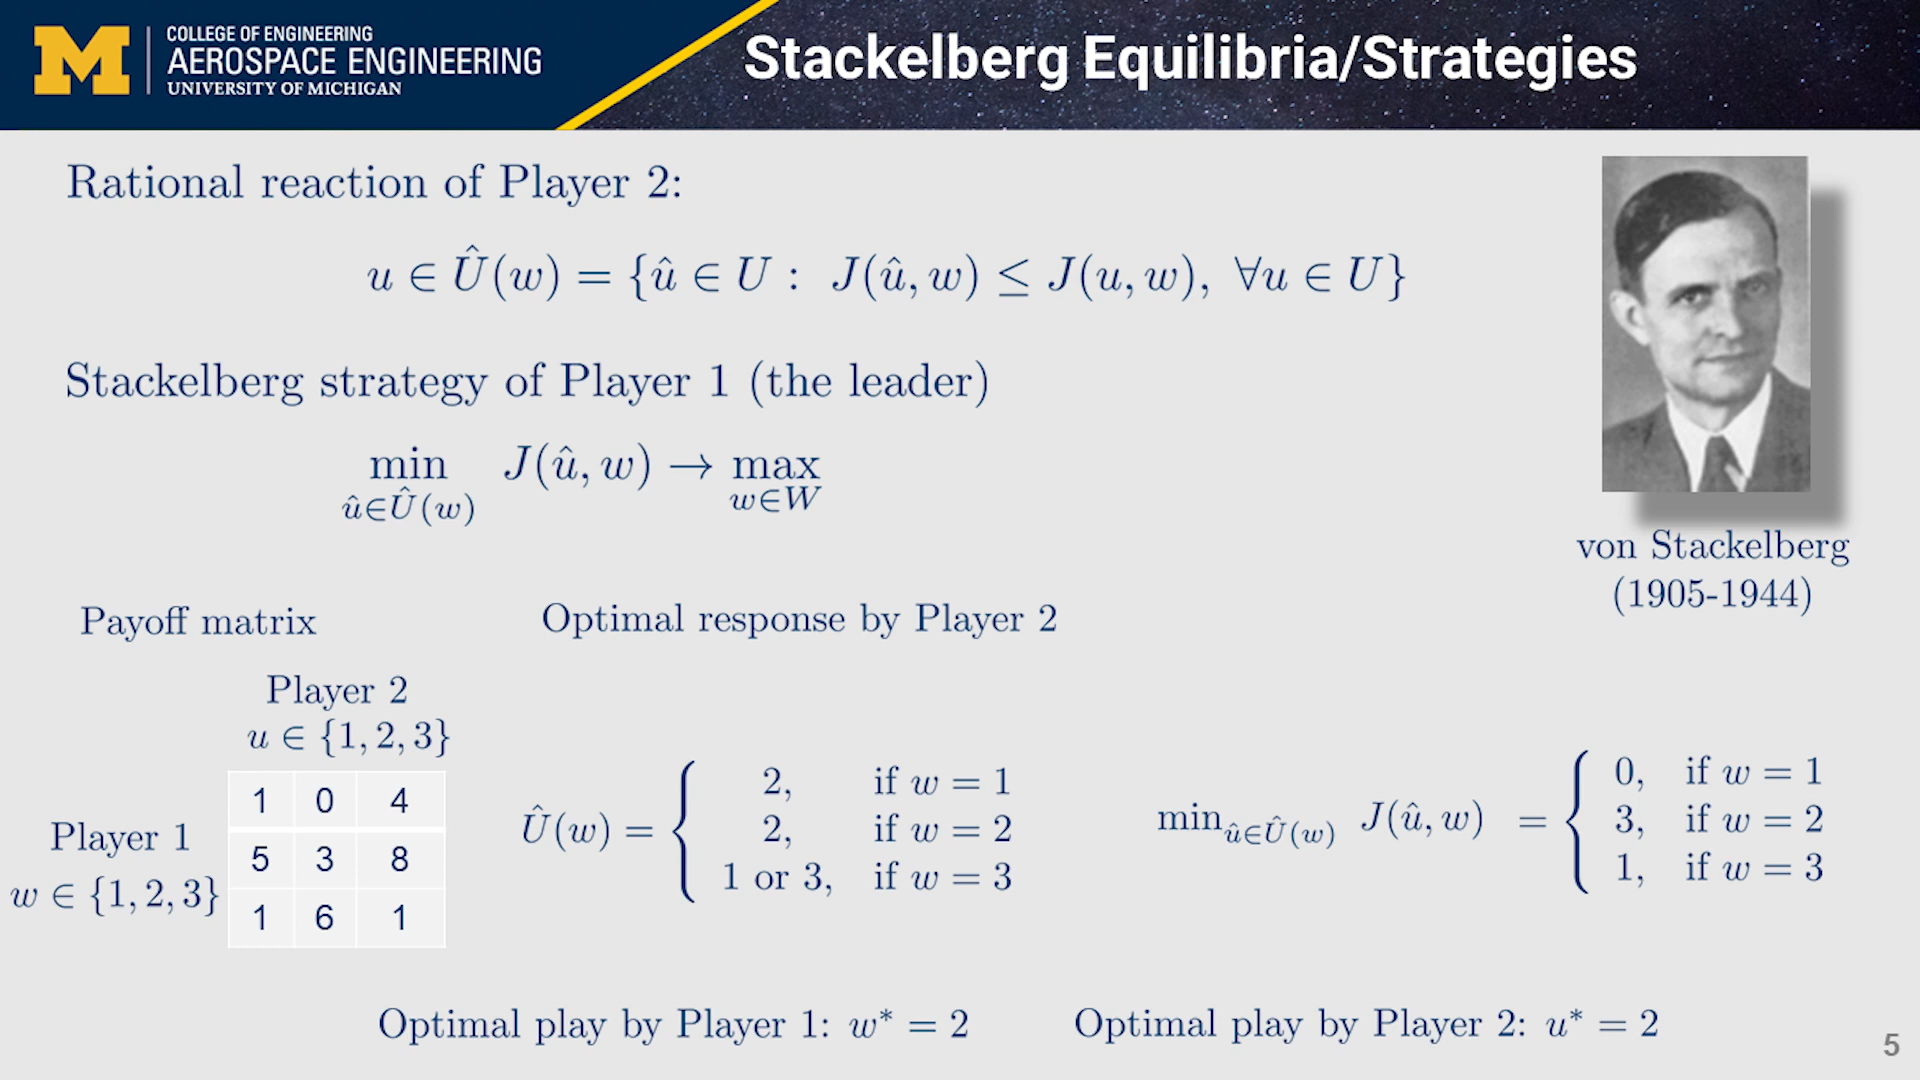 COLLEGE OF ENGINEERING
AEROSPACE ENGINEERING
UNIVERSITY OF MICHIGAN
Stackelberg Equilibria/Strategies
Rational reaction of Player 2:
u ∈ Û(w) = {û ∈ U : J(û, w) ≤ J(u, w), ∀u ∈ U}
Stackelberg strategy of Player 1 (the leader)
min J(û, w) → max
û∈Û(w) w∈W
von Stackelberg
(1905-1944)
Payoff matrix
Optimal response by Player 2
Player 2
u ∈ {1, 2, 3}
Player 1
w ∈ {1, 2, 3}
1 0 4
5 3 8
1 6 1
Û(w) = { 2, if w = 1
2, if w = 2
1 or 3, if w = 3
min û∈Û(w) J(û, w) = { 0, if w = 1
3, if w = 2
1, if w = 3
Optimal play by Player 1: w* = 2
Optimal play by Player 2: u* = 2
5